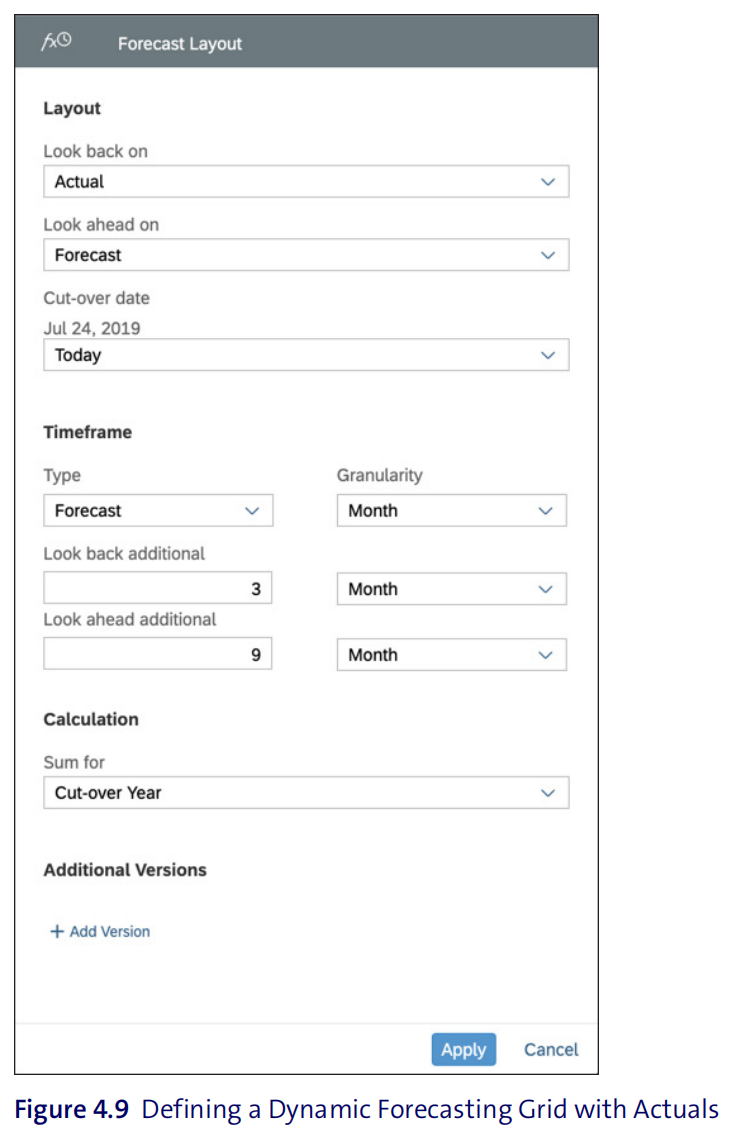 fx Forecast Layout
Layout
Look back on
Actual
Look ahead on
Forecast
Cut-over date
Jul 24, 2019
Today
Timeframe
Type Granularity
Forecast Month
Look back additional
3 Month
Look ahead additional
9 Month
Calculation
Sum for
Cut-over Year
Additional Versions
+ Add Version
Apply Cancel
Figure 4.9 Defining a Dynamic Forecasting Grid with Actuals